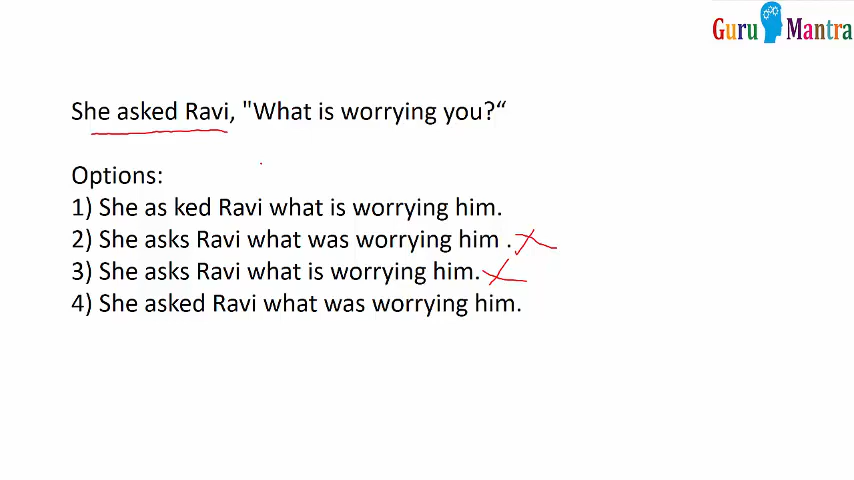 Guru Mantra
She asked Ravi, "What is worrying you?“
Options:
1) She as ked Ravi what is worrying him.
2) She asks Ravi what was worrying him .
3) She asks Ravi what is worrying him.
4) She asked Ravi what was worrying him.